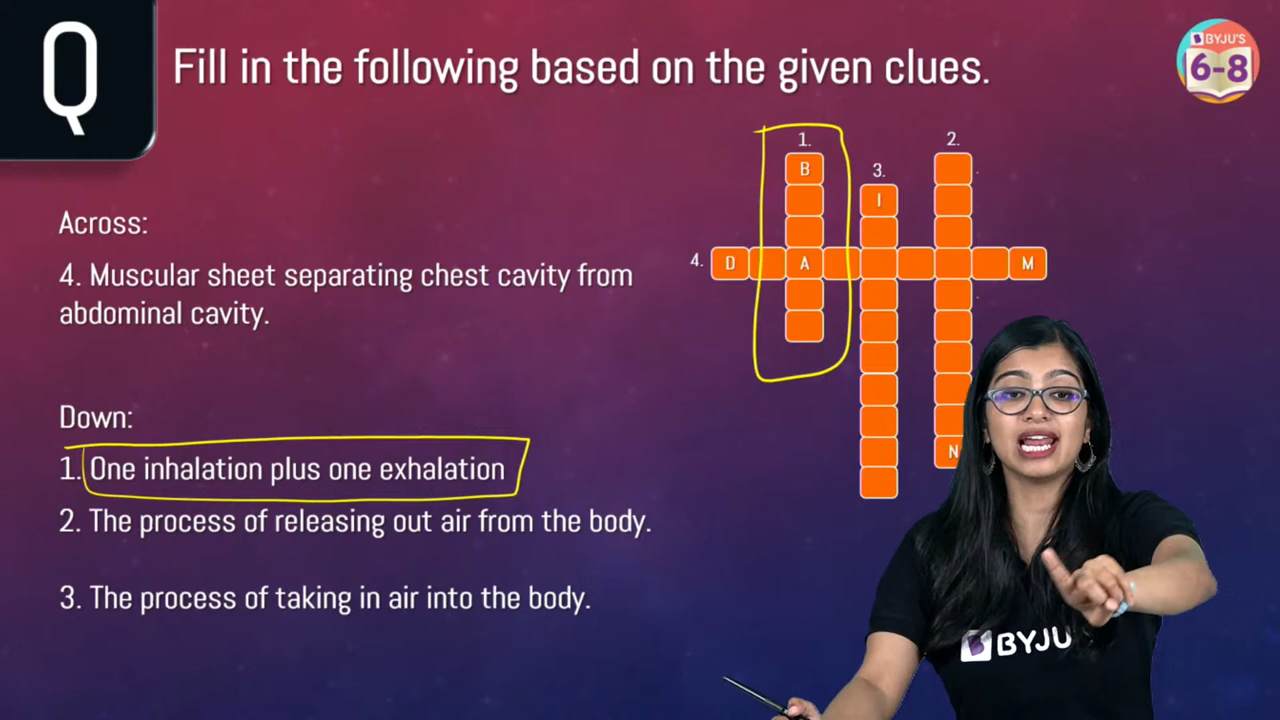 Q
Fill in the following based on the given clues.
BYJU'S
6-8
Across:
4. Muscular sheet separating chest cavity from
abdominal cavity.
Down:
1. One inhalation plus one exhalation
2. The process of releasing out air from the body.
3. The process of taking in air into the body.
1.
2.
B
3.
I
4. D A M
N
BYJU